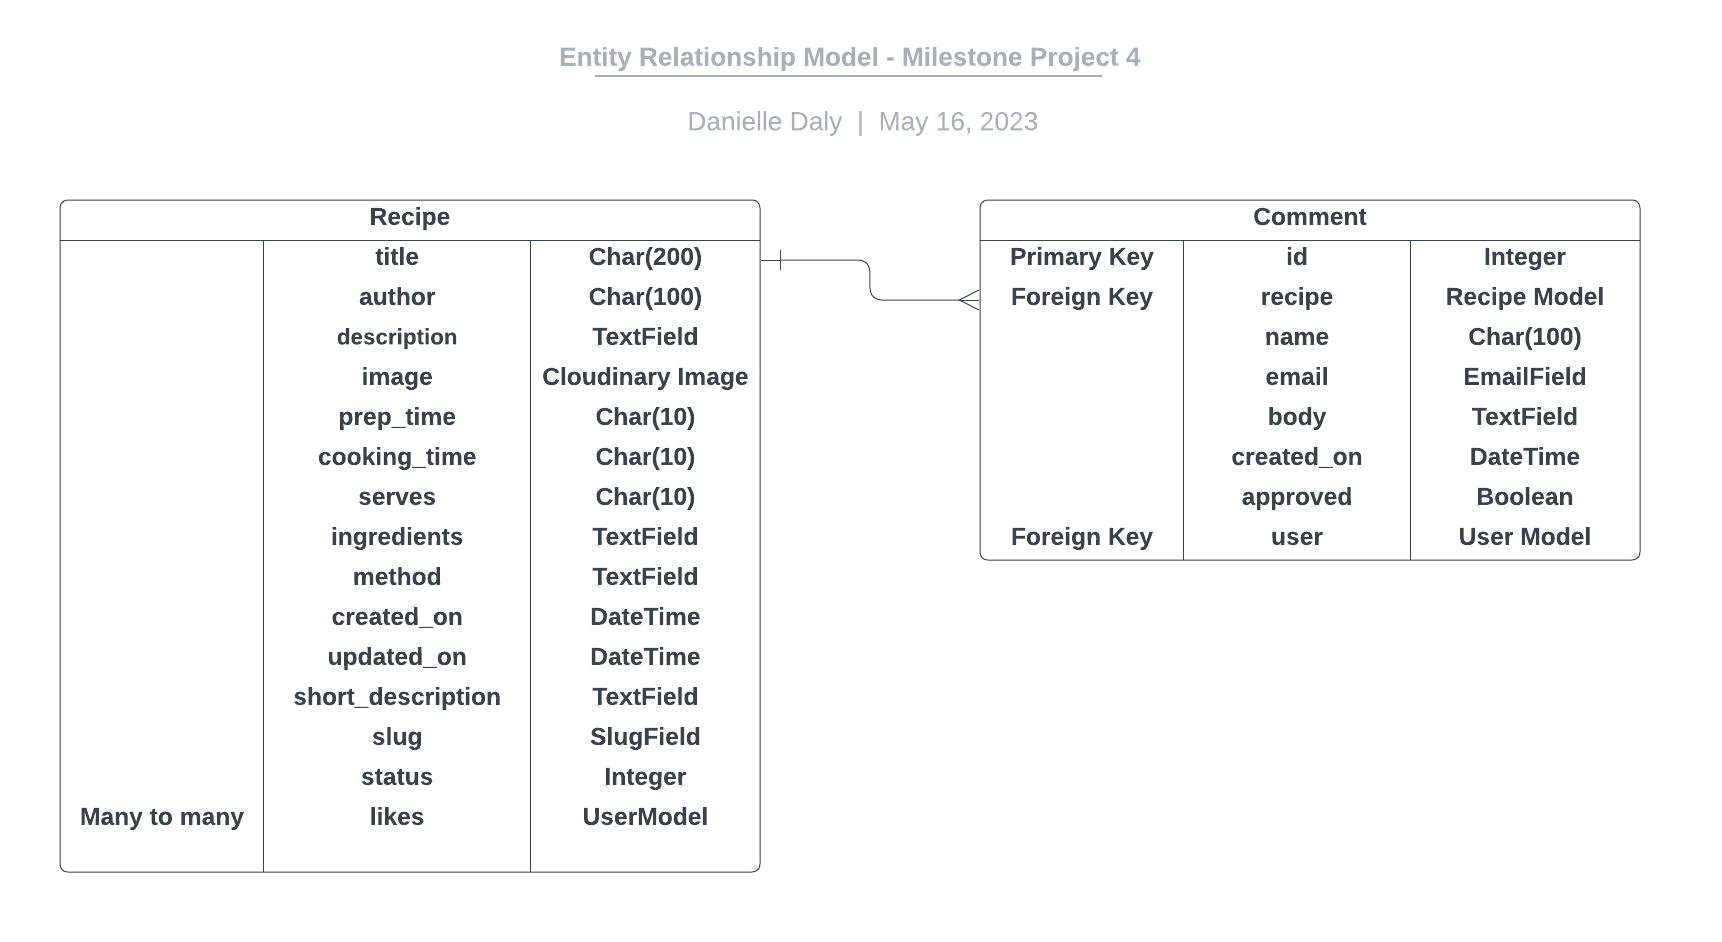 Entity Relationship Model - Milestone Project 4
Danielle Daly | May 16, 2023
Recipe
title Char(200)
author Char(100)
description TextField
image Cloudinary Image
prep_time Char(10)
cooking_time Char(10)
serves Char(10)
ingredients TextField
method TextField
created_on DateTime
updated_on DateTime
short_description TextField
slug SlugField
status Integer
Many to many likes UserModel
Comment
Primary Key id Integer
Foreign Key recipe Recipe Model
name Char(100)
email EmailField
body TextField
created_on DateTime
approved Boolean
Foreign Key user User Model